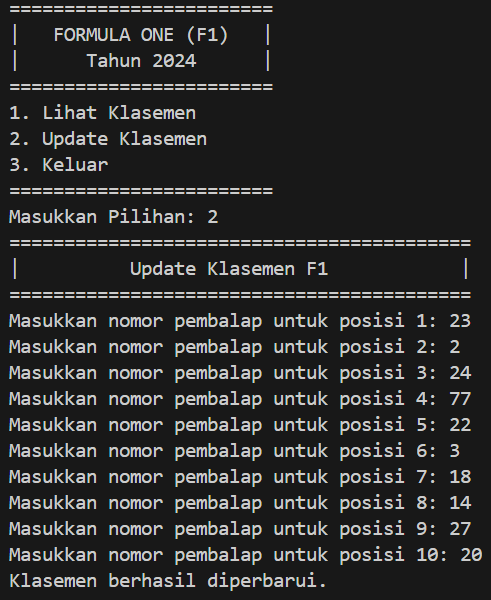 ========================
|   FORMULA ONE (F1)   |
|      Tahun 2024      |
========================
1. Lihat Klasemen
2. Update Klasemen
3. Keluar
========================
Masukkan Pilihan: 2
==========================================
|          Update Klasemen F1            |
==========================================
Masukkan nomor pembalap untuk posisi 1: 23
Masukkan nomor pembalap untuk posisi 2: 2
Masukkan nomor pembalap untuk posisi 3: 24
Masukkan nomor pembalap untuk posisi 4: 77
Masukkan nomor pembalap untuk posisi 5: 22
Masukkan nomor pembalap untuk posisi 6: 3
Masukkan nomor pembalap untuk posisi 7: 18
Masukkan nomor pembalap untuk posisi 8: 14
Masukkan nomor pembalap untuk posisi 9: 27
Masukkan nomor pembalap untuk posisi 10: 20
Klasemen berhasil diperbarui.